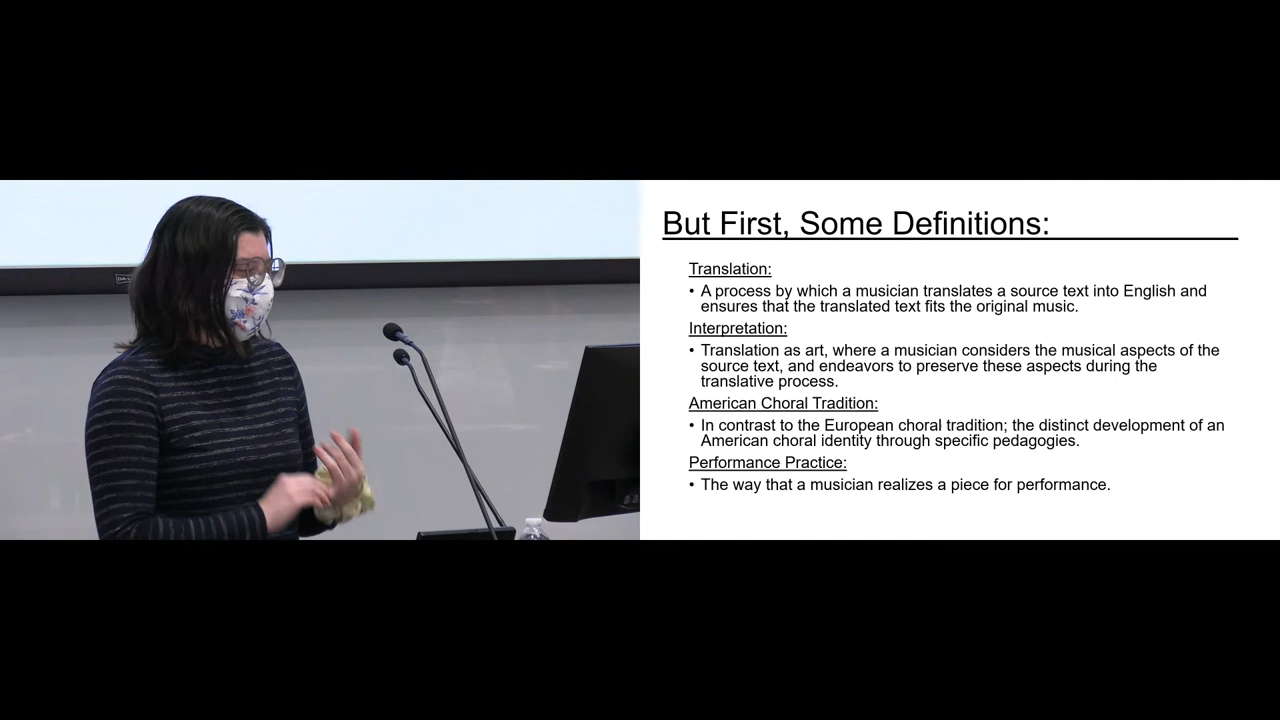 But First, Some Definitions:
Translation:
• A process by which a musician translates a source text into English and
ensures that the translated text fits the original music.
Interpretation:
• Translation as art, where a musician considers the musical aspects of the
source text, and endeavors to preserve these aspects during the
translative process.
American Choral Tradition:
• In contrast to the European choral tradition; the distinct development of an
American choral identity through specific pedagogies.
Performance Practice:
• The way that a musician realizes a piece for performance.